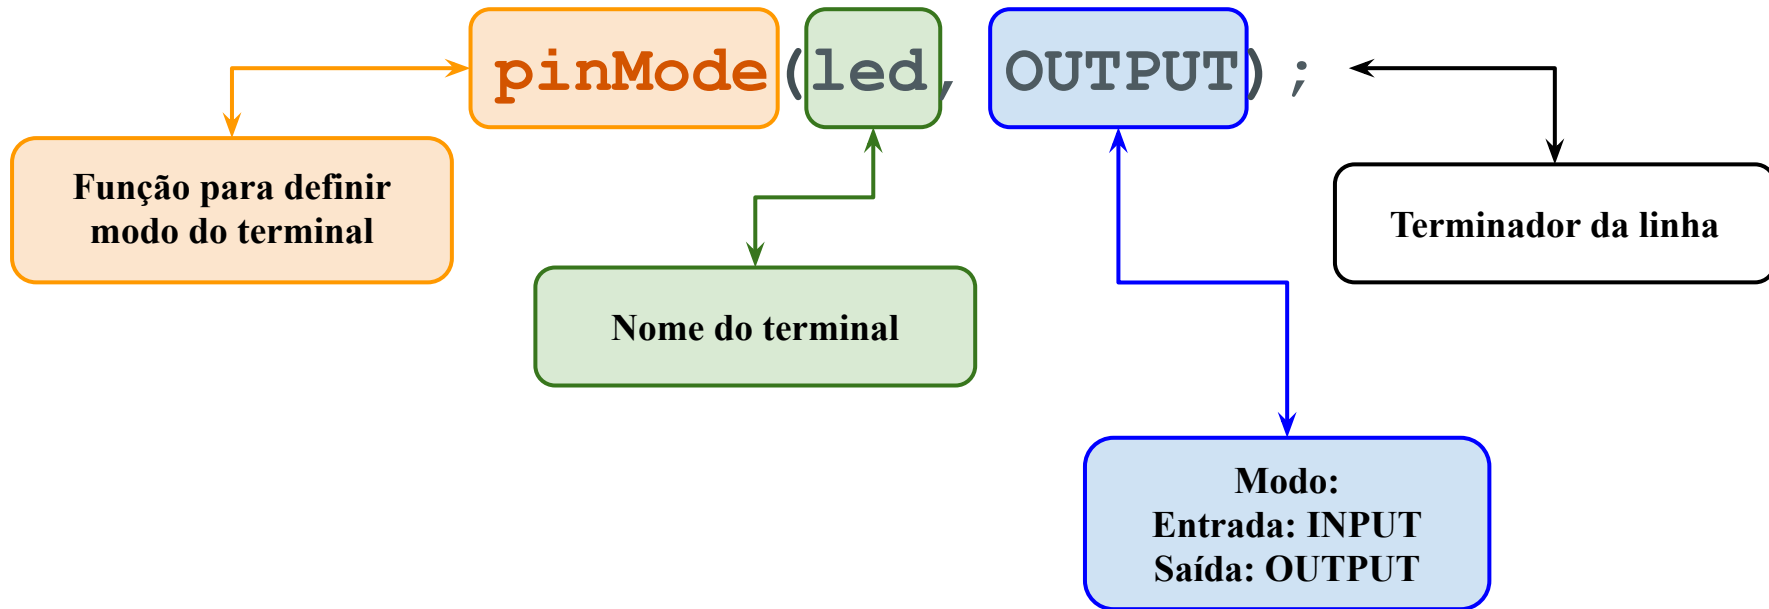 pinMode(led, OUTPUT);
Função para definir
modo do terminal
Nome do terminal
Terminador da linha
Modo:
Entrada: INPUT
Saída: OUTPUT